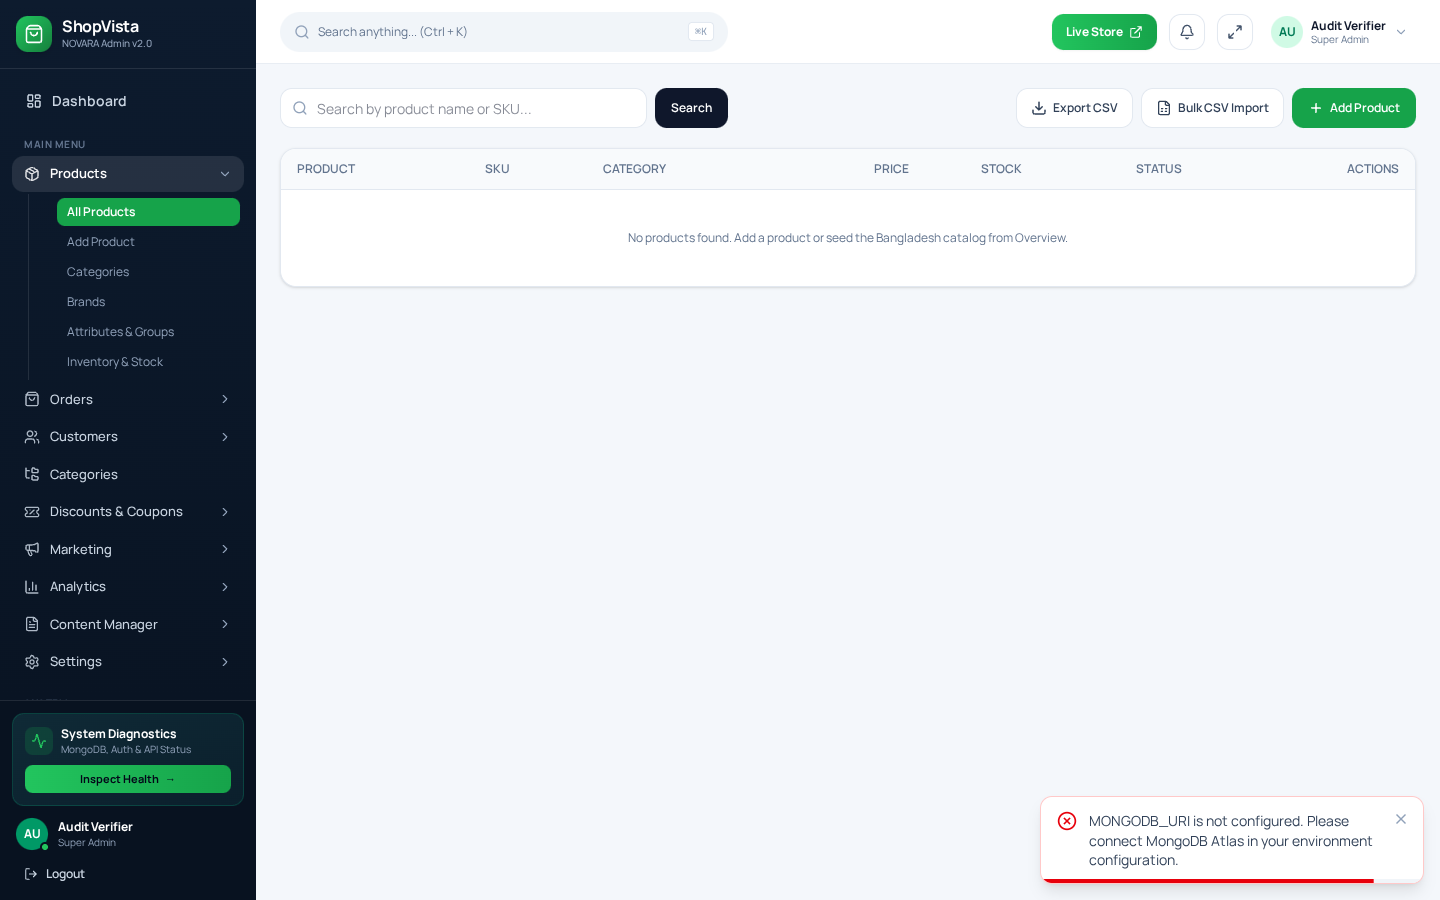 ShopVista
NOVARA Admin v2.0
Search anything... (Ctrl + K)
⌘K
Live Store
AU
Audit Verifier
Super Admin
Dashboard
MAIN MENU
Products
All Products
Add Product
Categories
Brands
Attributes & Groups
Inventory & Stock
Orders
Customers
Categories
Discounts & Coupons
Marketing
Analytics
Content Manager
Settings
System Diagnostics
MongoDB, Auth & API Status
Inspect Health →
AU
Audit Verifier
Super Admin
Logout
Search by product name or SKU...
Search
Export CSV
Bulk CSV Import
Add Product
PRODUCT SKU CATEGORY PRICE STOCK STATUS ACTIONS
No products found. Add a product or seed the Bangladesh catalog from Overview.
MONGODB_URI is not configured. Please
connect MongoDB Atlas in your environment
configuration.